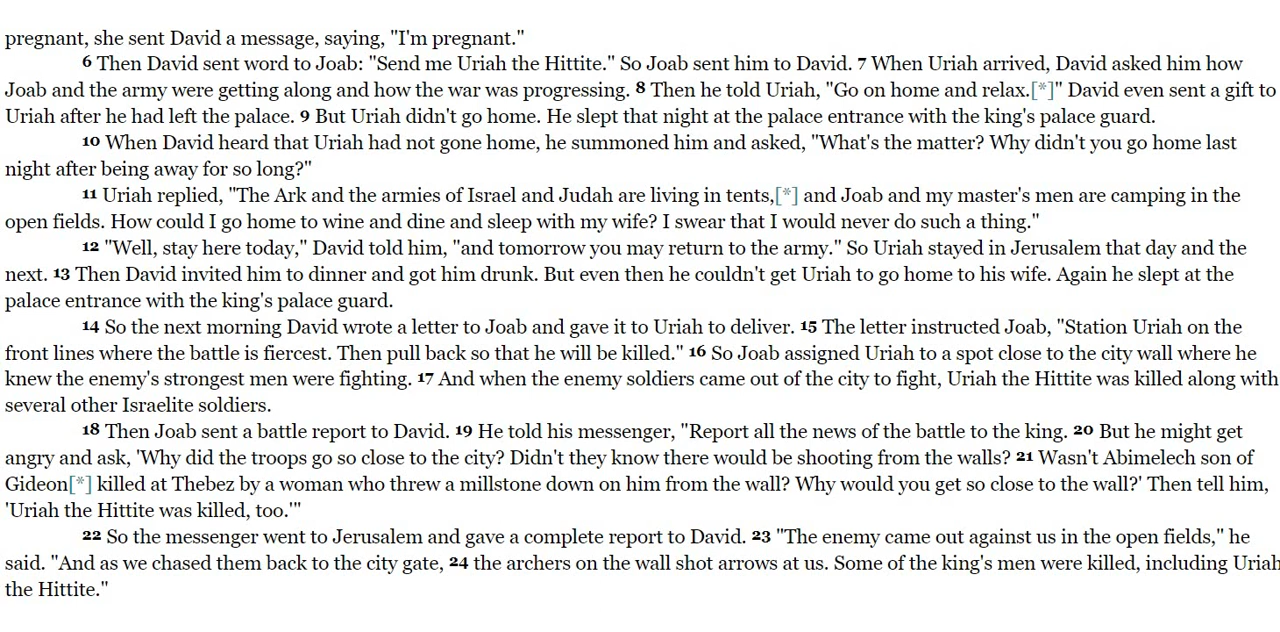 pregnant, she sent David a message, saying, "I'm pregnant."
6 Then David sent word to Joab: "Send me Uriah the Hittite." So Joab sent him to David. 7 When Uriah arrived, David asked him how
Joab and the army were getting along and how the war was progressing. 8 Then he told Uriah, "Go on home and relax.[*]" David even sent a gift to
Uriah after he had left the palace. 9 But Uriah didn't go home. He slept that night at the palace entrance with the king's palace guard.
10 When David heard that Uriah had not gone home, he summoned him and asked, "What's the matter? Why didn't you go home last
night after being away for so long?"
11 Uriah replied, "The Ark and the armies of Israel and Judah are living in tents,[*] and Joab and my master's men are camping in the
open fields. How could I go home to wine and dine and sleep with my wife? I swear that I would never do such a thing."
12 "Well, stay here today," David told him, "and tomorrow you may return to the army." So Uriah stayed in Jerusalem that day and the
next. 13 Then David invited him to dinner and got him drunk. But even then he couldn't get Uriah to go home to his wife. Again he slept at the
palace entrance with the king's palace guard.
14 So the next morning David wrote a letter to Joab and gave it to Uriah to deliver. 15 The letter instructed Joab, "Station Uriah on the
front lines where the battle is fiercest. Then pull back so that he will be killed." 16 So Joab assigned Uriah to a spot close to the city wall where he
knew the enemy's strongest men were fighting. 17 And when the enemy soldiers came out of the city to fight, Uriah the Hittite was killed along with
several other Israelite soldiers.
18 Then Joab sent a battle report to David. 19 He told his messenger, "Report all the news of the battle to the king. 20 But he might get
angry and ask, 'Why did the troops go so close to the city? Didn't they know there would be shooting from the walls? 21 Wasn't Abimelech son of
Gideon[*] killed at Thebez by a woman who threw a millstone down on him from the wall? Why would you get so close to the wall?' Then tell him,
'Uriah the Hittite was killed, too.'"
22 So the messenger went to Jerusalem and gave a complete report to David. 23 "The enemy came out against us in the open fields," he
said. "And as we chased them back to the city gate, 24 the archers on the wall shot arrows at us. Some of the king's men were killed, including Uriah
the Hittite."